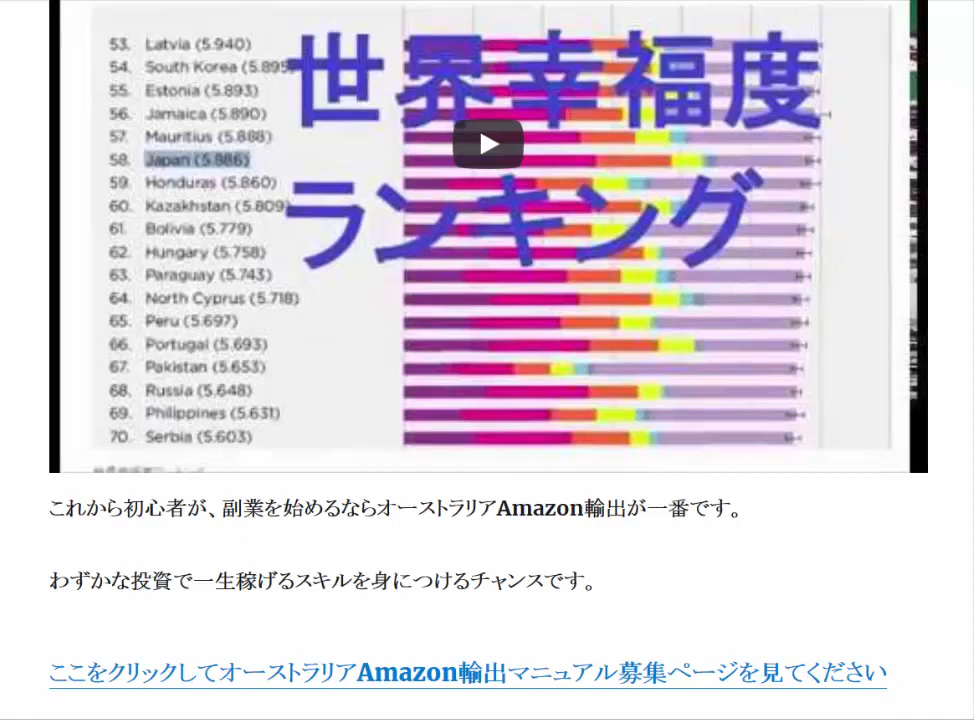 世界幸福度
ランキング
53. Latvia (5.940)
54. South Korea (5.895)
55. Estonia (5.893)
56. Jamaica (5.890)
57. Mauritius (5.888)
58. Japan (5.886)
59. Honduras (5.860)
60. Kazakhstan (5.809)
61. Bolivia (5.779)
62. Hungary (5.758)
63. Paraguay (5.743)
64. North Cyprus (5.718)
65. Peru (5.697)
66. Portugal (5.693)
67. Pakistan (5.653)
68. Russia (5.648)
69. Philippines (5.631)
70. Serbia (5.603)
これから初心者が、副業を始めるならオーストラリアAmazon輸出が一番です。
わずかな投資で一生稼げるスキルを身につけるチャンスです。
ここをクリックしてオーストラリアAmazon輸出マニュアル募集ページを見てください